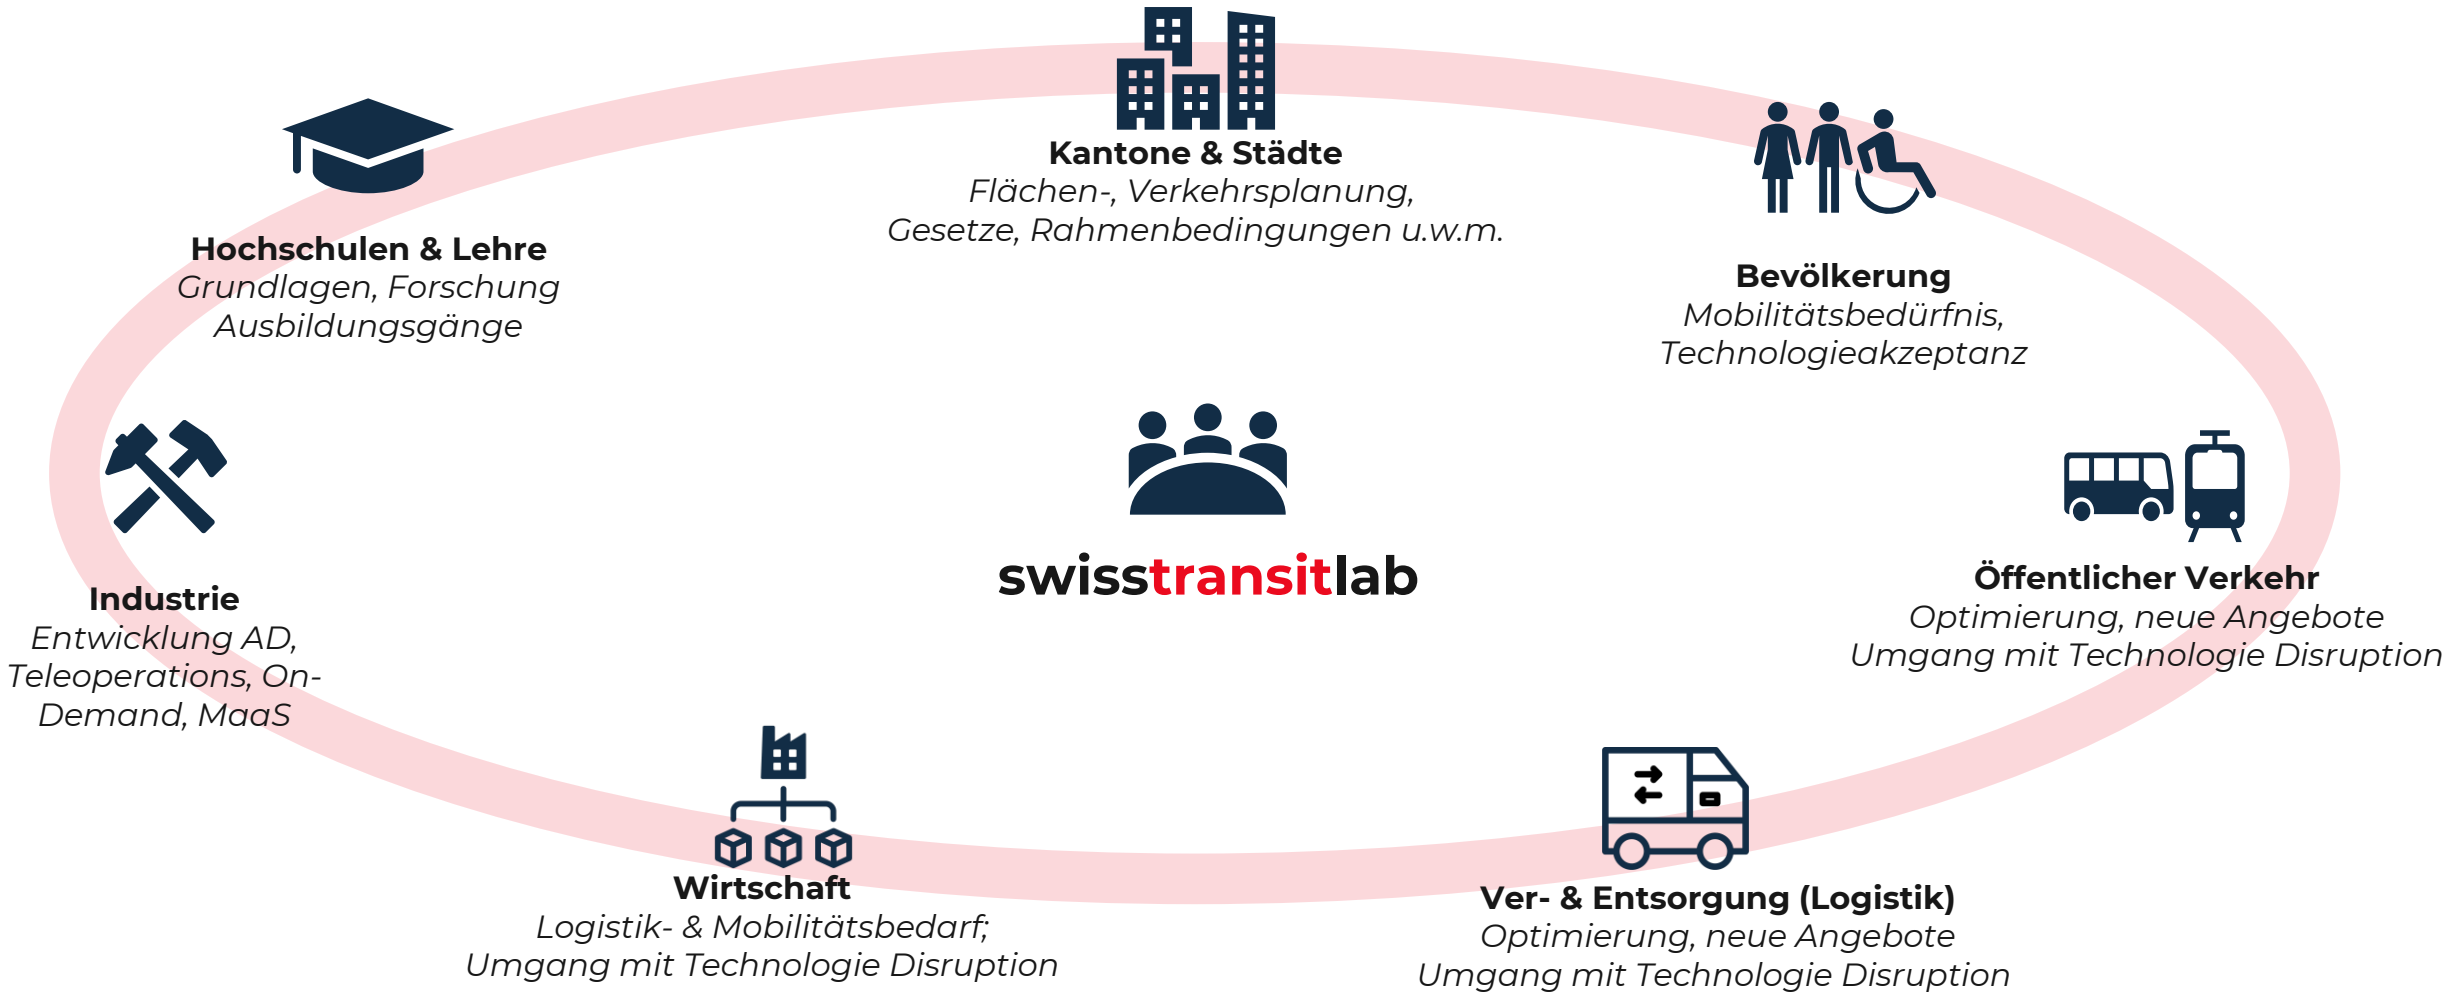 Kantone & Städte
Flächen-, Verkehrsplanung,
Gesetze, Rahmenbedingungen u.w.m.
Hochschulen & Lehre
Grundlagen, Forschung
Ausbildungsgänge
Bevölkerung
Mobilitätsbedürfnis,
Technologieakzeptanz
swisstransitlab
Industrie
Entwicklung AD,
Teleoperations, On-
Demand, MaaS
Öffentlicher Verkehr
Optimierung, neue Angebote
Umgang mit Technologie Disruption
Wirtschaft
Logistik- & Mobilitätsbedarf;
Umgang mit Technologie Disruption
Ver- & Entsorgung (Logistik)
Optimierung, neue Angebote
Umgang mit Technologie Disruption